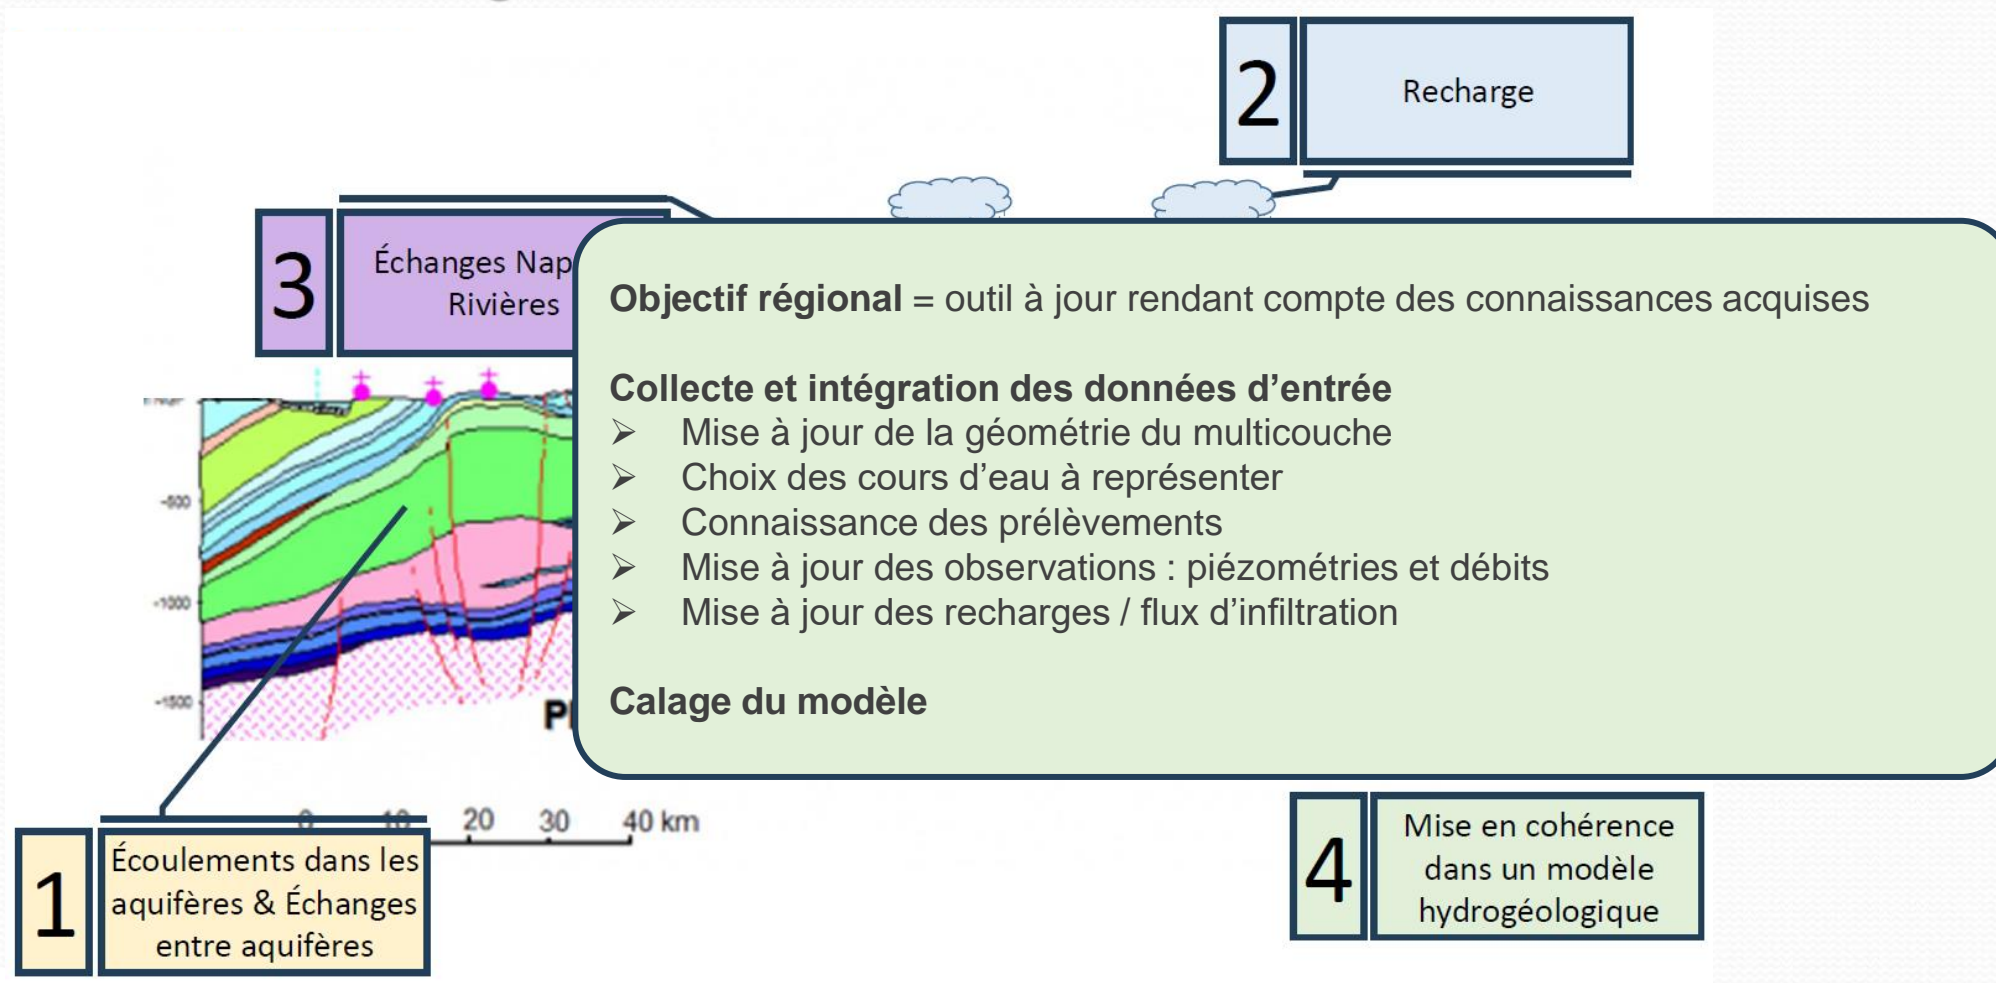 2
Recharge
3
Échanges Nap
Rivières
Objectif régional = outil à jour rendant compte des connaissances acquises
Collecte et intégration des données d’entrée
➢ Mise à jour de la géométrie du multicouche
➢ Choix des cours d’eau à représenter
➢ Connaissance des prélèvements
➢ Mise à jour des observations : piézométries et débits
➢ Mise à jour des recharges / flux d’infiltration
Calage du modèle
-500
-1000
-1500
0 10 20 30 40 km
1
Écoulements dans les
aquifères & Échanges
entre aquifères
4
Mise en cohérence
dans un modèle
hydrogéologique